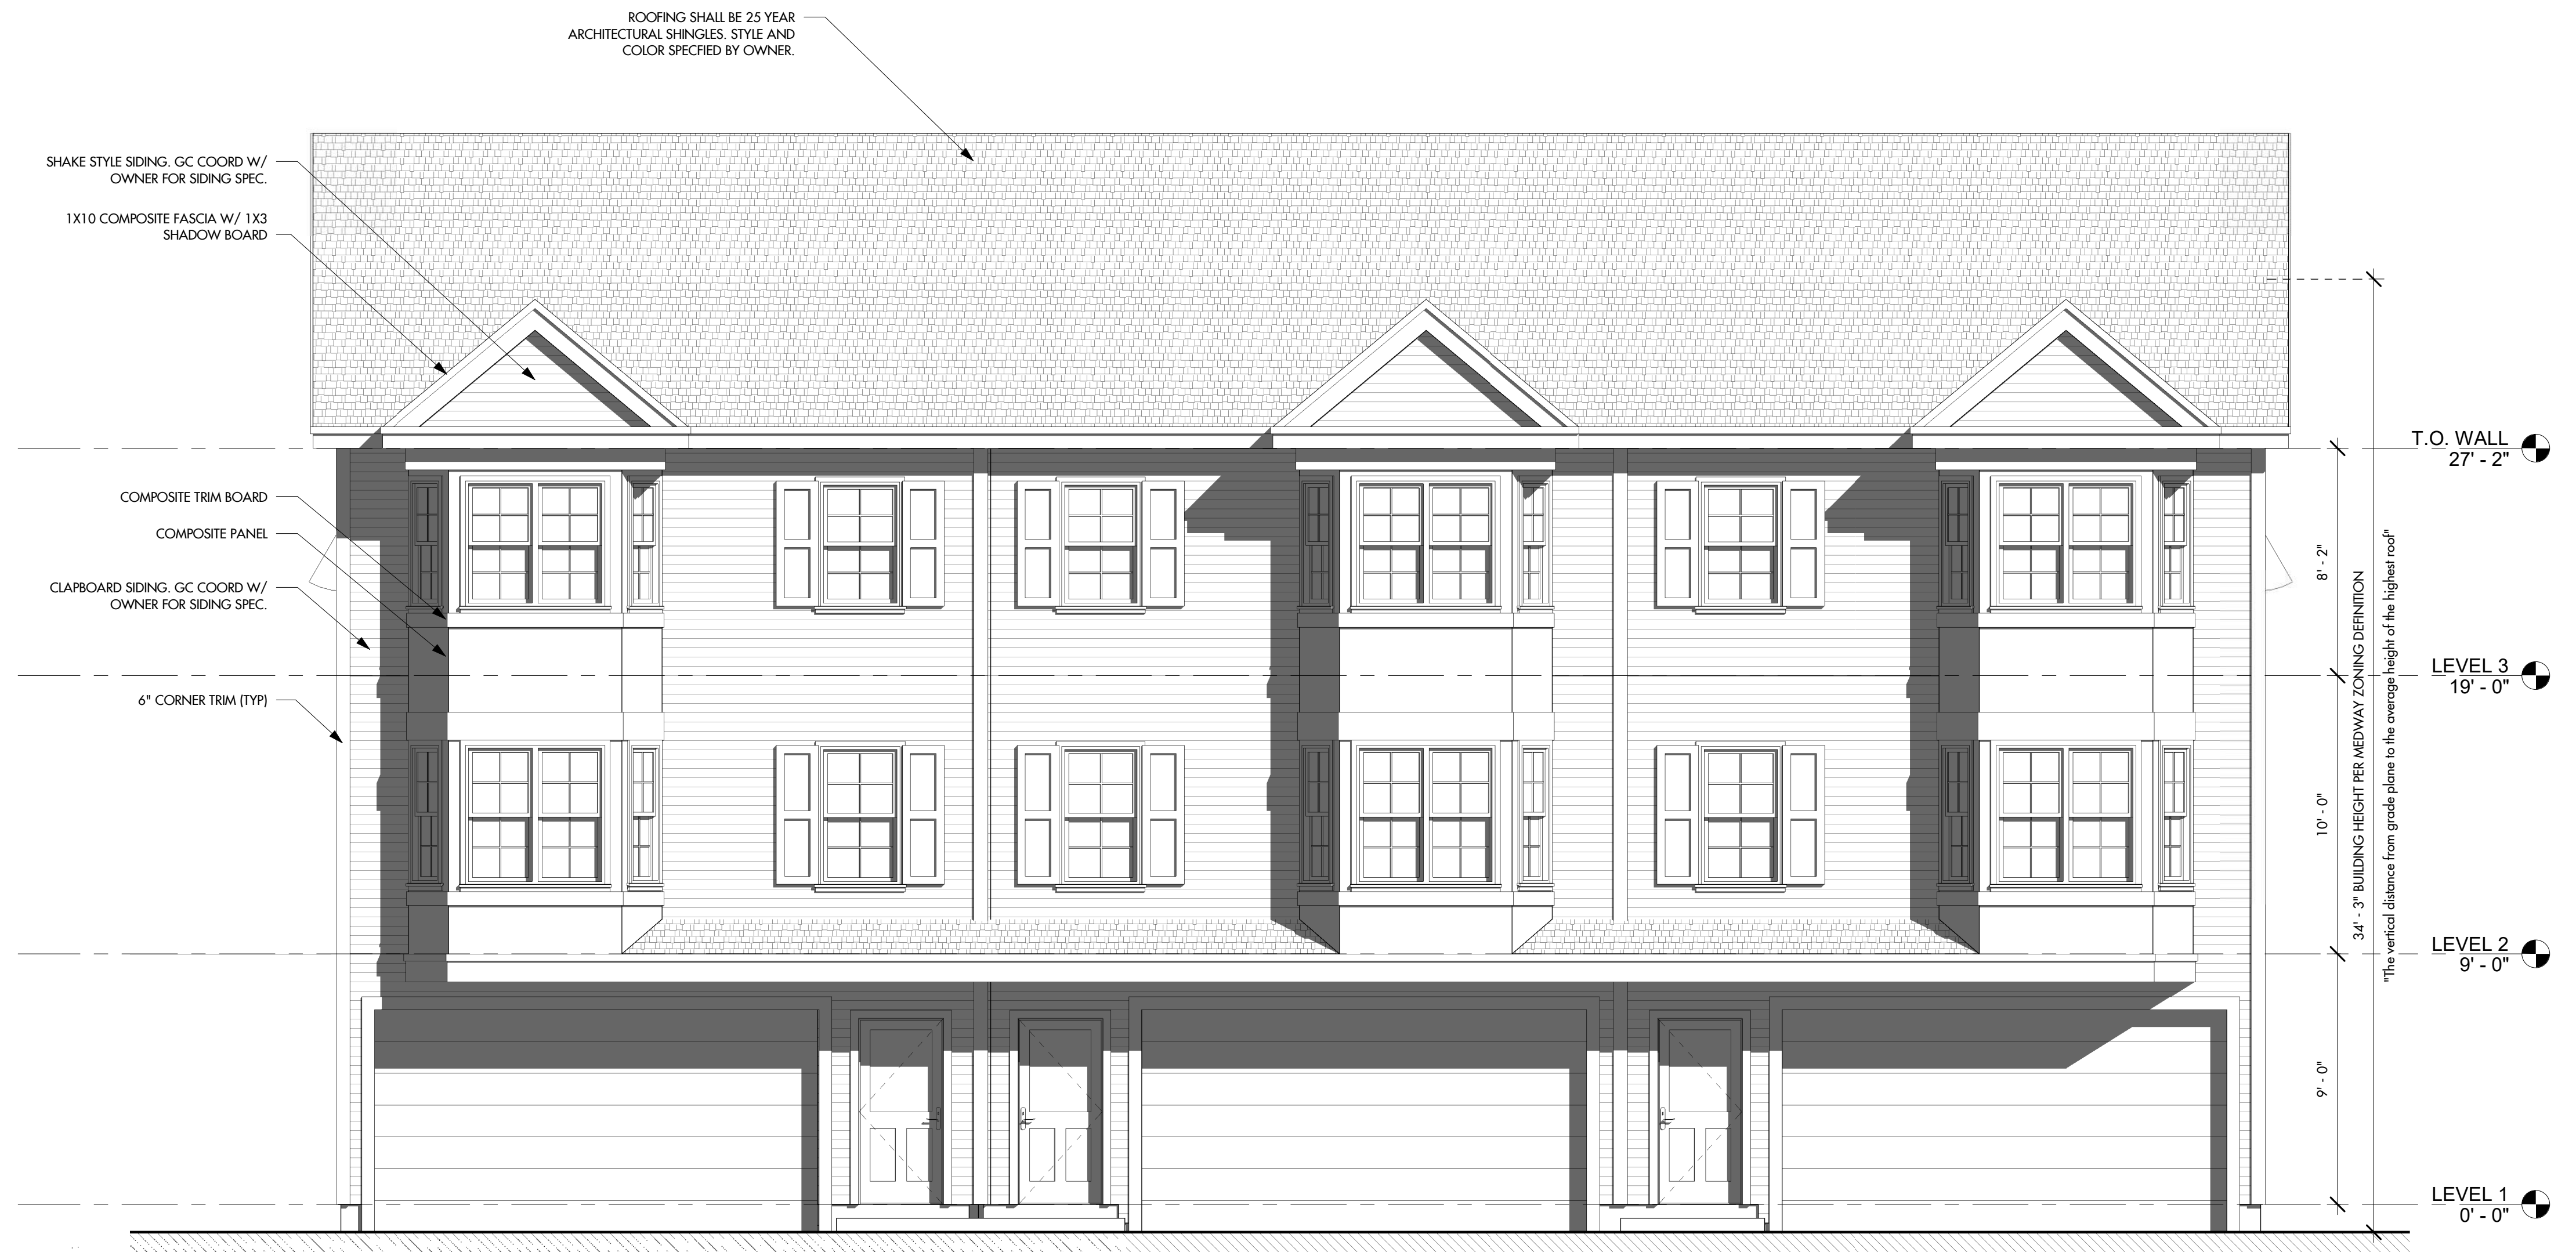 ROOFING SHALL BE 25 YEAR
ARCHITECTURAL SHINGLES. STYLE AND
COLOR SPECFIED BY OWNER.
SHAKE STYLE SIDING. GC COORD W/
OWNER FOR SIDING SPEC.
1X10 COMPOSITE FASCIA W/ 1X3
SHADOW BOARD
COMPOSITE TRIM BOARD
COMPOSITE PANEL
CLAPBOARD SIDING. GC COORD W/
OWNER FOR SIDING SPEC.
6" CORNER TRIM (TYP)
8' - 2"
10' - 0"
9' - 0"
34' - 3" BUILDING HEIGHT PER MEDWAY ZONING DEFINITION
"The vertical distance from grade plane to the average height of the highest roof"
T.O. WALL
27' - 2"
LEVEL 3
19' - 0"
LEVEL 2
9' - 0"
LEVEL 1
0' - 0"